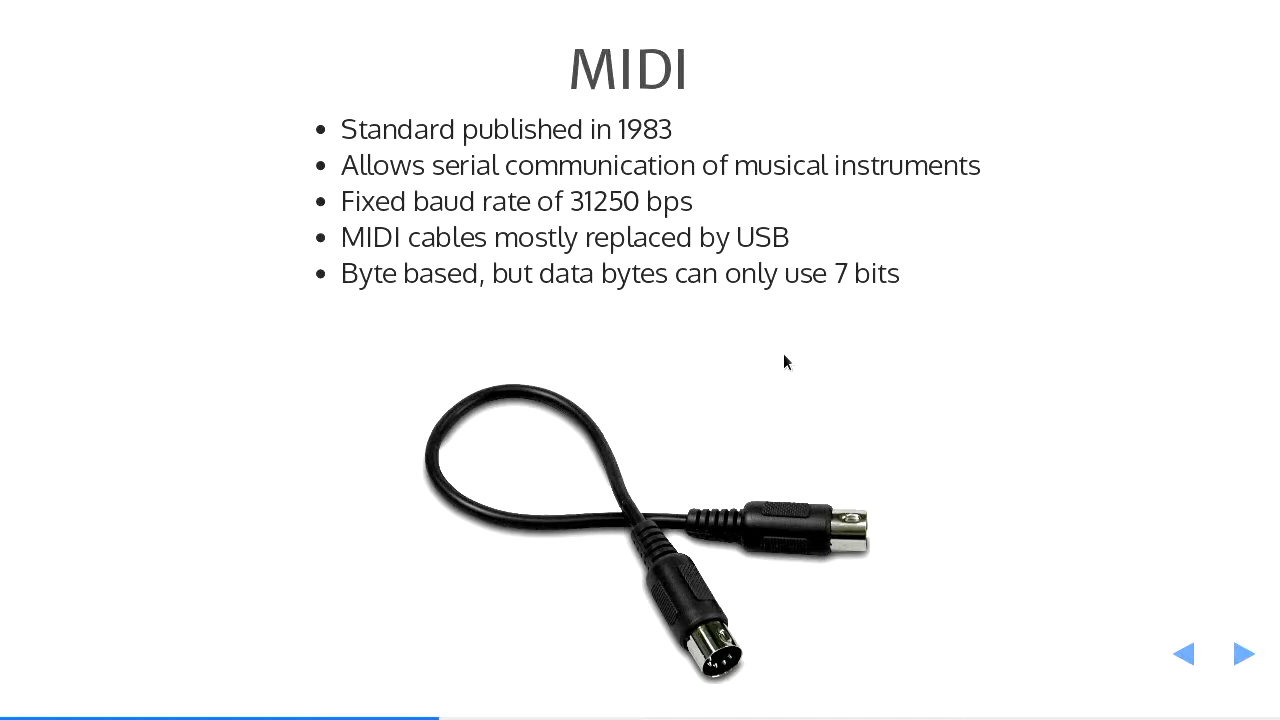 MIDI
• Standard published in 1983
• Allows serial communication of musical instruments
• Fixed baud rate of 31250 bps
• MIDI cables mostly replaced by USB
• Byte based, but data bytes can only use 7 bits